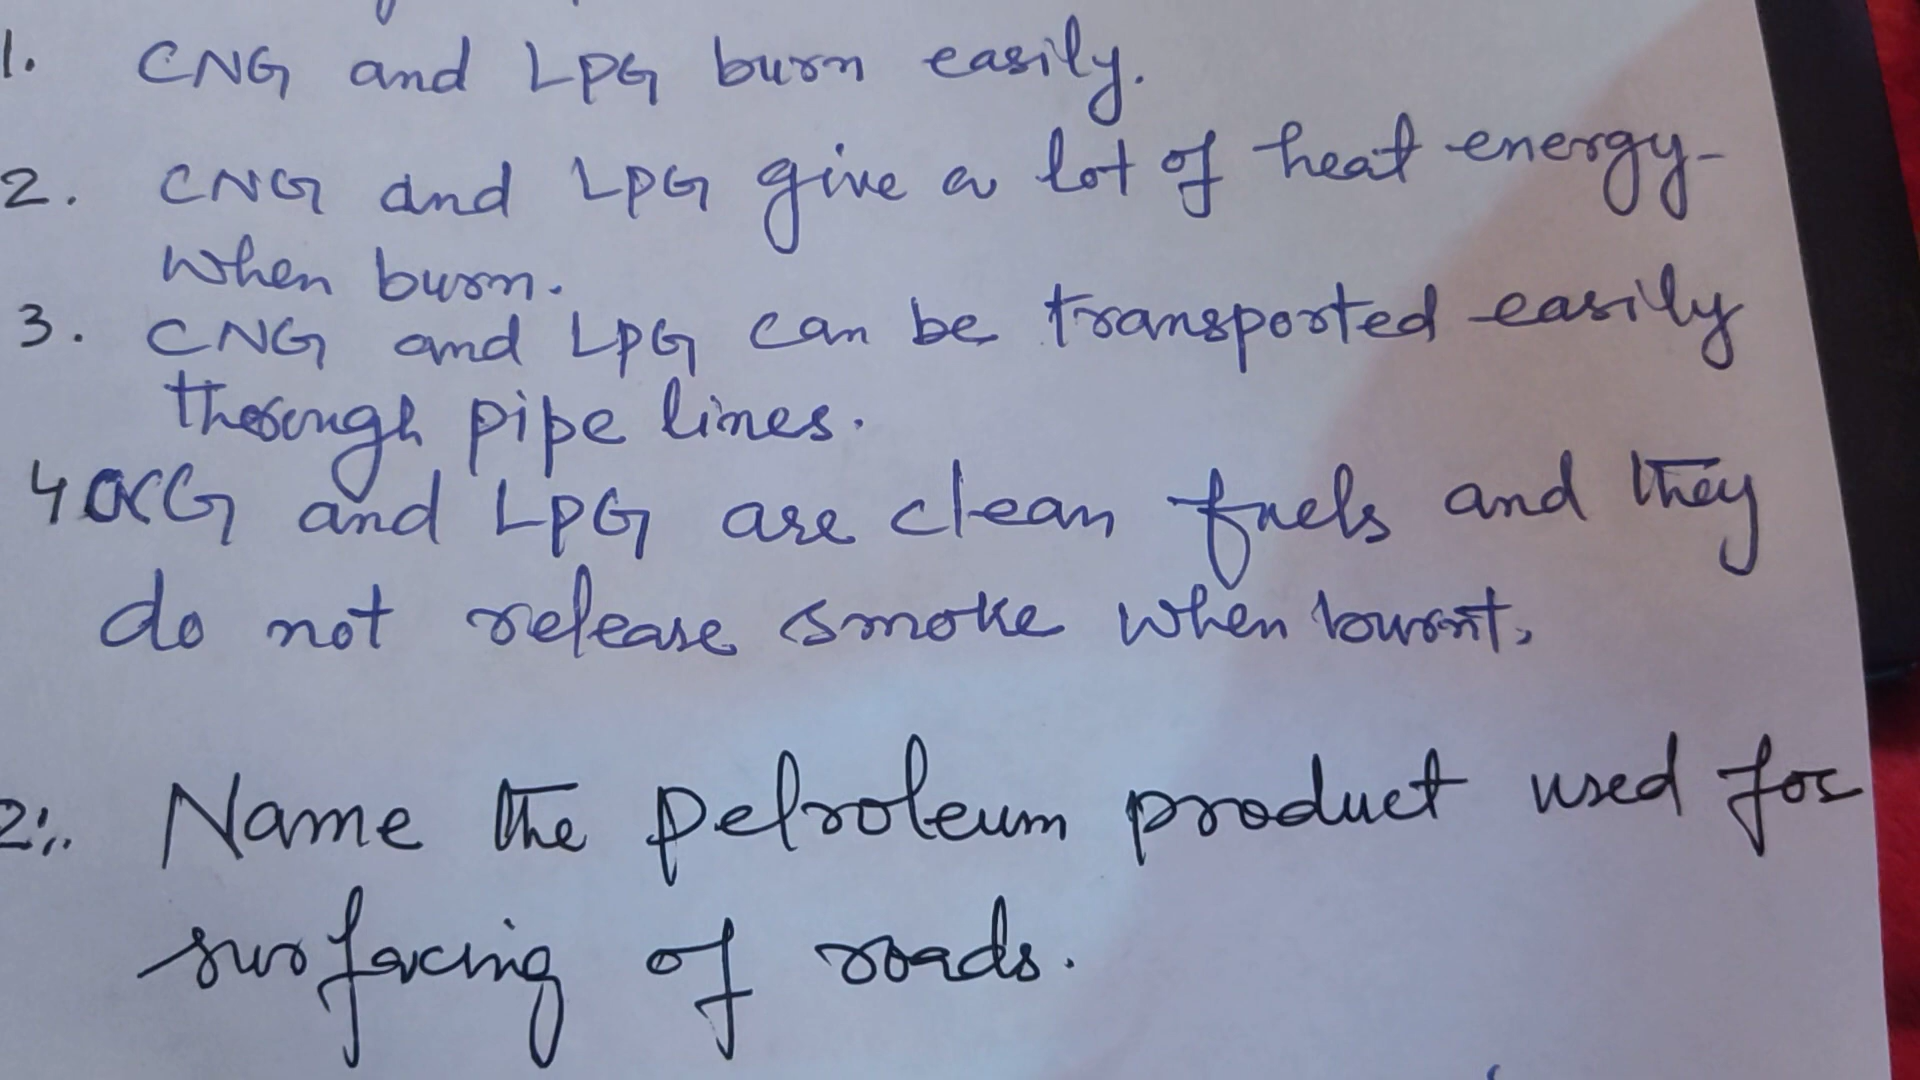 1. CNG and LPG burn easily.
2. CNG and LPG give a lot of heat energy-
when burn.
3. CNG and LPG can be transported easily
through pipe lines.
4 and LPG are clean fuels and they
do not release smoke when burnt.
2:. Name the petroleum product used for
surfacing of roads.